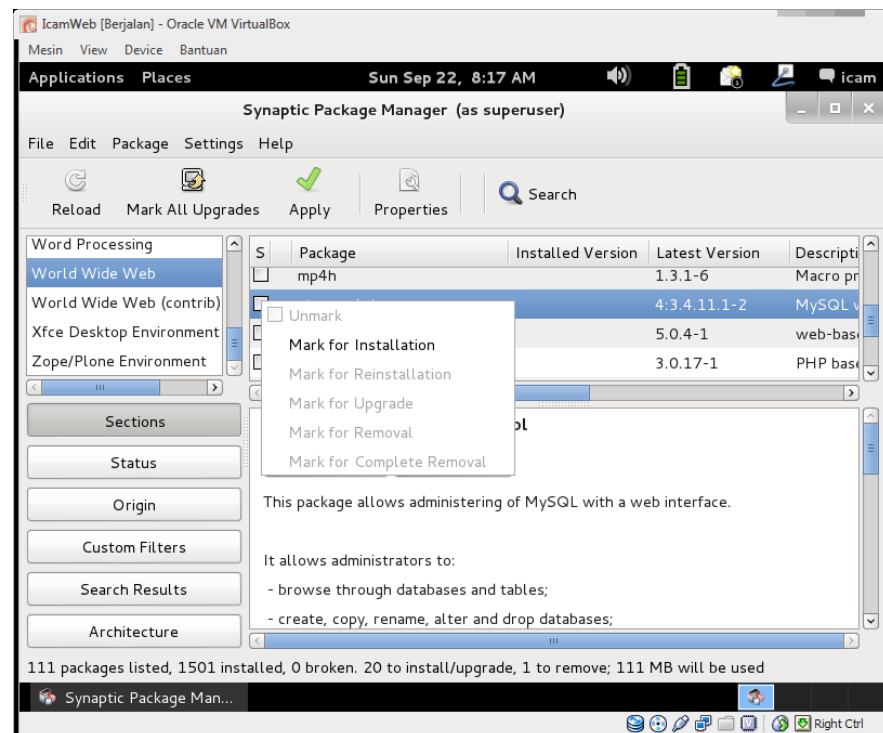 IcamWeb [Berjalan] - Oracle VM VirtualBox
Mesin View Device Bantuan
Applications Places Sun Sep 22, 8:17 AM icam
Synaptic Package Manager (as superuser)
File Edit Package Settings Help
Reload Mark All Upgrades Apply Properties Search
Word Processing
World Wide Web
World Wide Web (contrib)
Xfce Desktop Environment
Zope/Plone Environment
S Package Installed Version Latest Version Descripti
mp4h 1.3.1-6 Macro pr
4:3.4.11.1-2 MySQL
5.0.4-1 web-base
3.0.17-1 PHP base
Unmark
Mark for Installation
Mark for Reinstallation
Mark for Upgrade
Mark for Removal
Mark for Complete Removal
Sections
Status
Origin
Custom Filters
Search Results
Architecture
ol
This package allows administering of MySQL with a web interface.
It allows administrators to:
- browse through databases and tables;
- create, copy, rename, alter and drop databases;
111 packages listed, 1501 installed, 0 broken. 20 to install/upgrade, 1 to remove; 111 MB will be used
Synaptic Package Man...
Right Ctrl